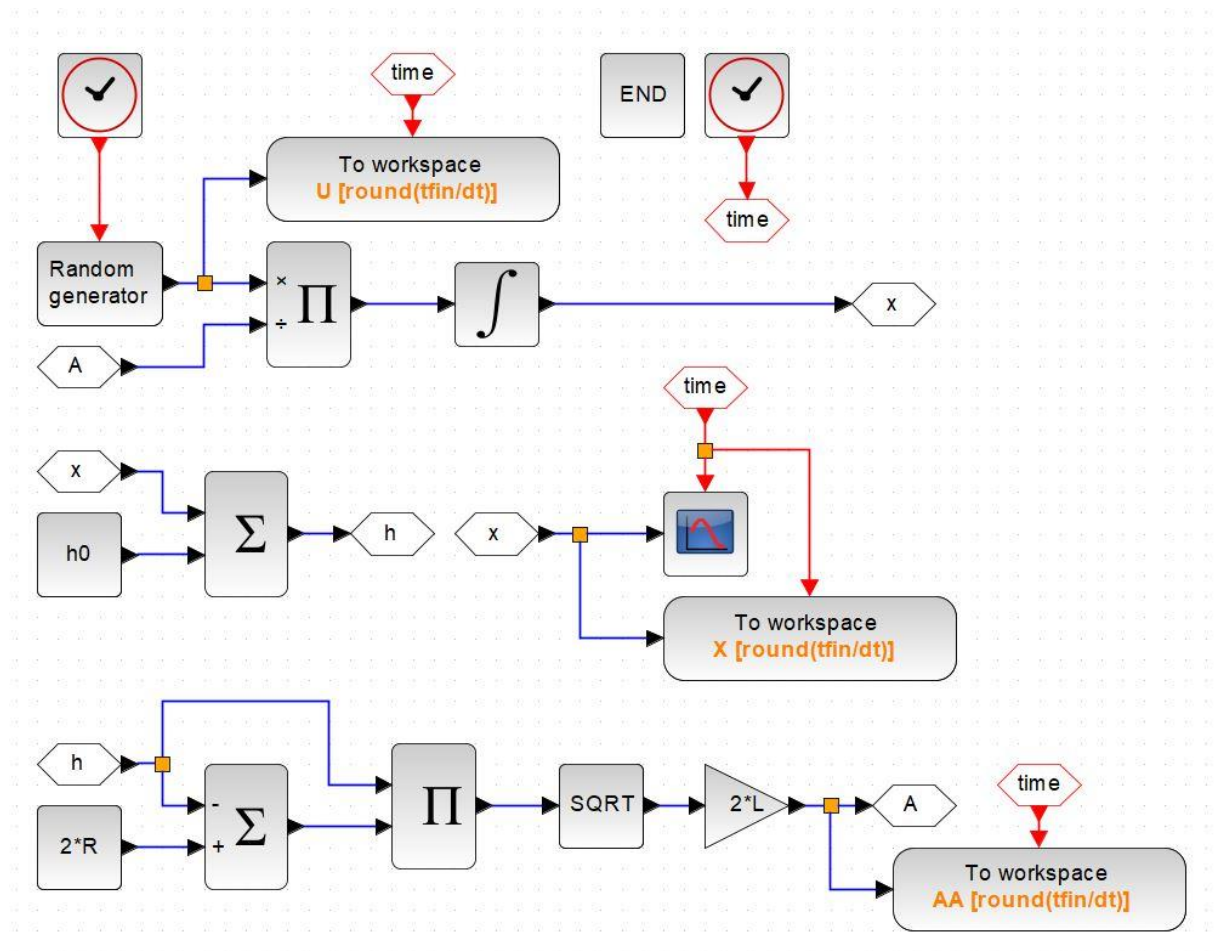 time
END
To workspace
U [round(tfin/dt)]
time
Random
generator
×
÷
Π
∫
x
A
time
x
Σ
h
x
h0
To workspace
X [round(tfin/dt)]
h
-
+
Σ
2*R
Π
SQRT
2*L
A
time
To workspace
AA [round(tfin/dt)]